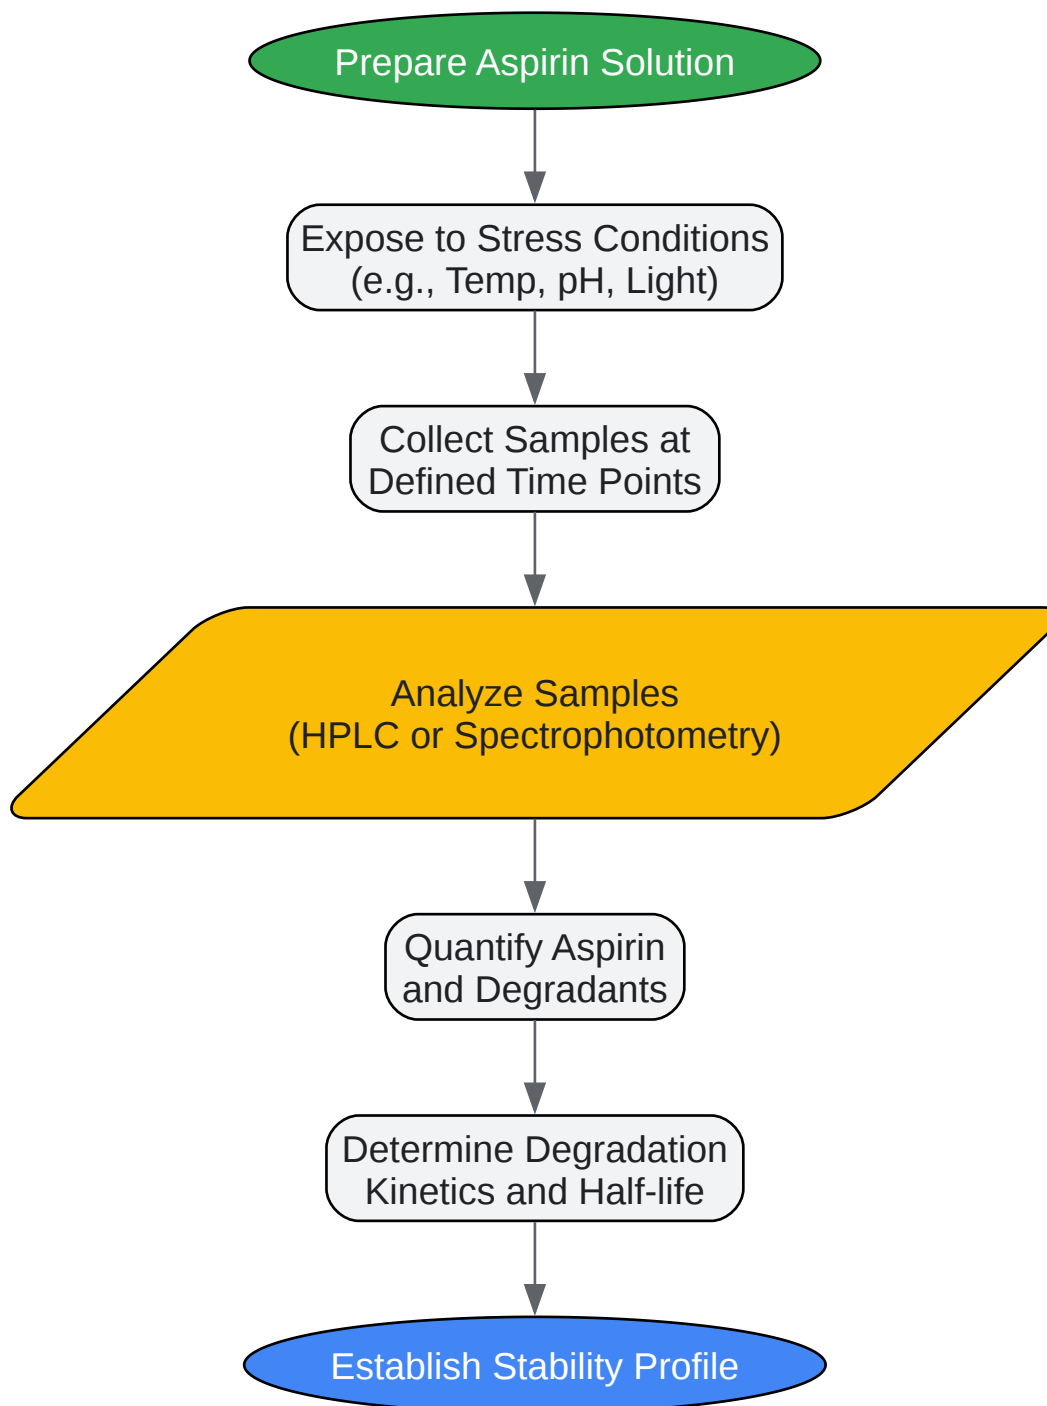 Prepare Aspirin Solution
Expose to Stress Conditions
(e.g., Temp, pH, Light)
Collect Samples at
Defined Time Points
Analyze Samples
(HPLC or Spectrophotometry)
Quantify Aspirin
and Degradants
Determine Degradation
Kinetics and Half-life
Establish Stability Profile